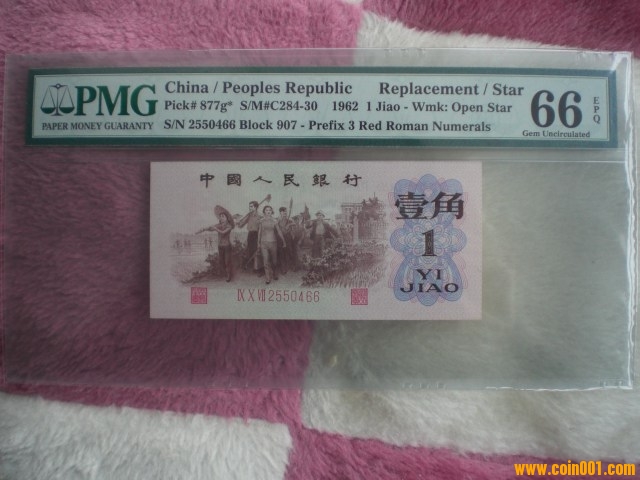 PMG
PAPER MONEY GUARANTY
China / Peoples Republic Replacement / Star
Pick# 877g* S/M#C284-30 1962 1 Jiao - Wmk: Open Star
S/N 2550466 Block 907 - Prefix 3 Red Roman Numerals
66 EPQ
Gem Uncirculated
中國人民銀行
壹角
1
YI
JIAO
IX X VII 2550466
www.coin001.com